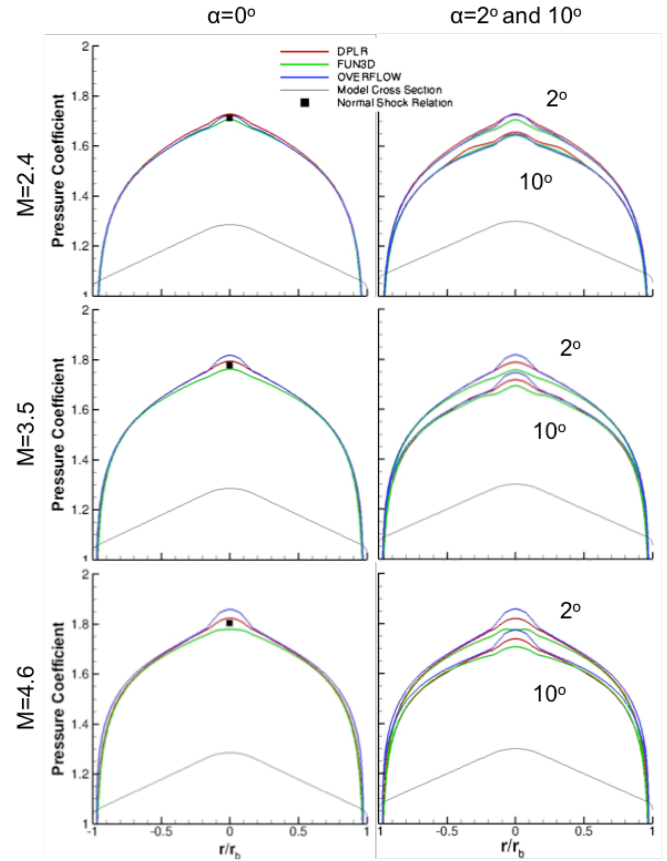 α=0º
α=2º and 10º
DPLR
FUN3D
OVERFLOW
Model Cross Section
Normal Shock Relation
M=2.4
Pressure Coefficient
2
1.8
1.6
1.4
1.2
1
2º
10º
M=3.5
Pressure Coefficient
2
1.8
1.6
1.4
1.2
1
2º
10º
M=4.6
Pressure Coefficient
2
1.8
1.6
1.4
1.2
1
2º
10º
-1
-0.5
0
0.5
1
r/rb
-0.5
0
0.5
1
r/rb